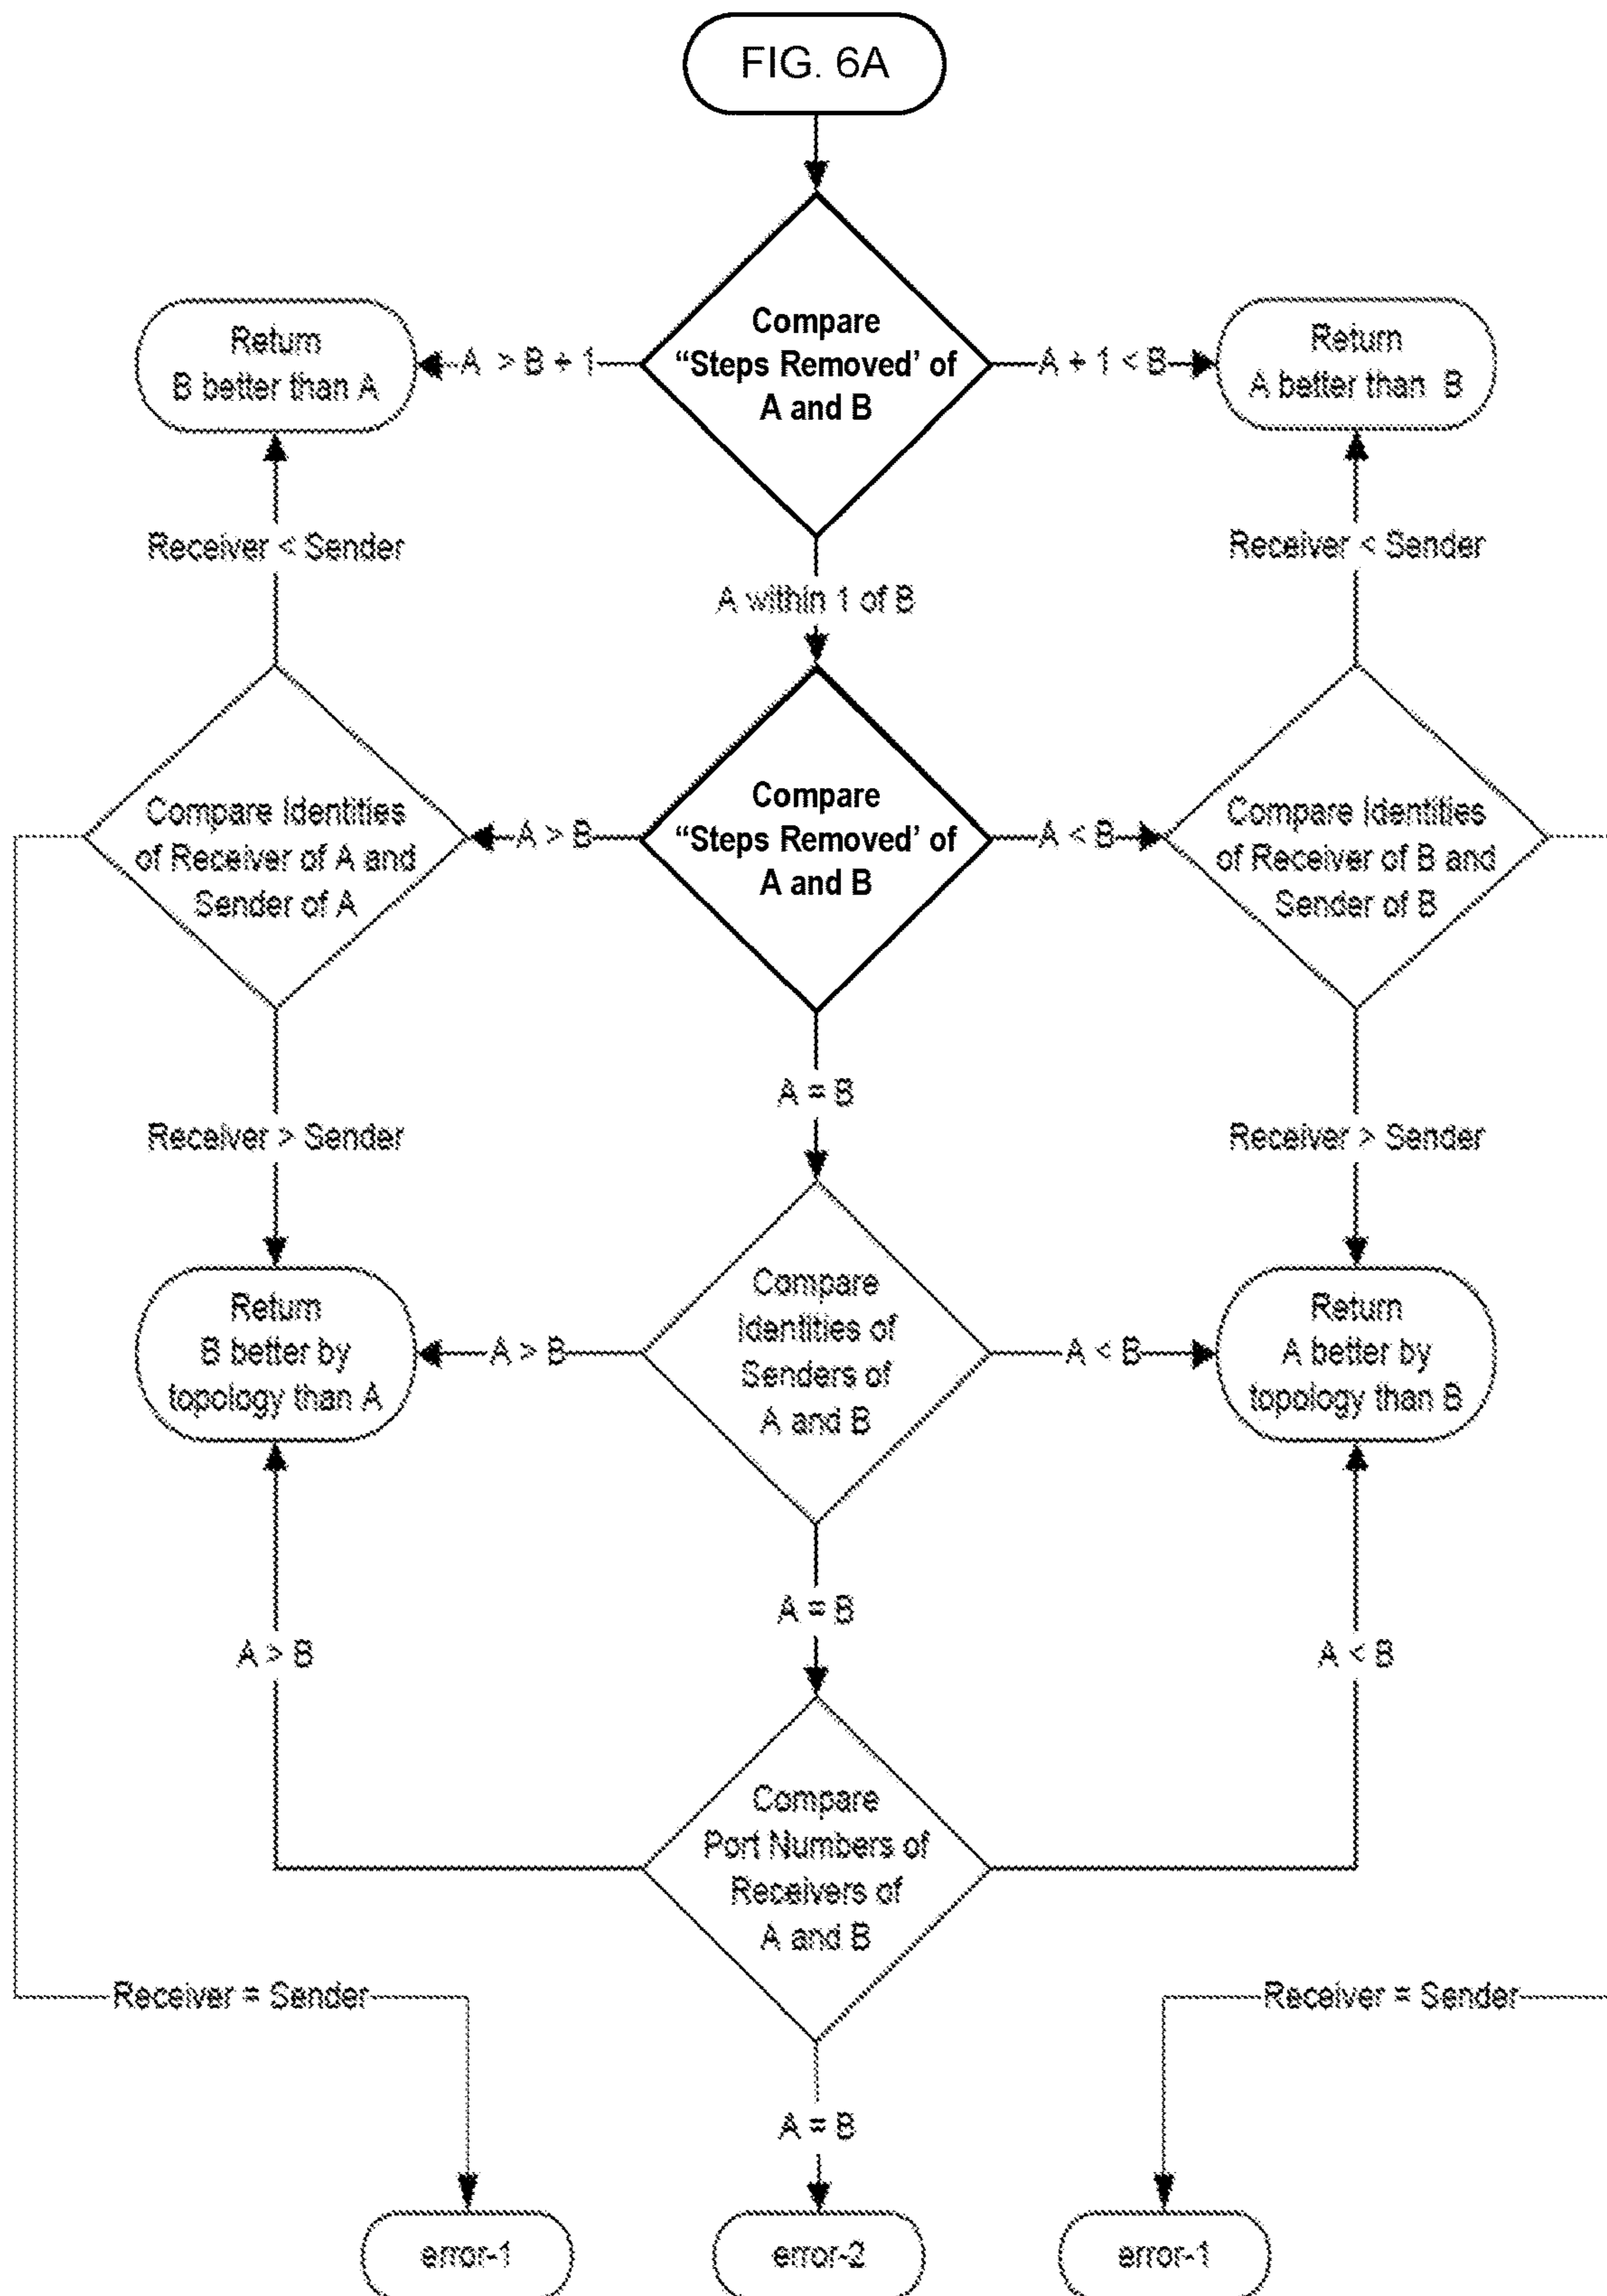 FIG. 6A
Compare
“Steps Removed’ of
A and B
Return
B better than A
A > B + 1
A + 1 < B
Return
A better than B
Receiver < Sender
Receiver < Sender
A within 1 of B
Compare Identities
of Receiver of A and
Sender of A
A > B
Compare
“Steps Removed’ of
A and B
A < B
Compare Identities
of Receiver of B and
Sender of B
A = B
Receiver > Sender
Receiver > Sender
Return
B better by
topology than A
A > B
Compare
Identities of
Senders of
A and B
A < B
Return
A better by
topology than B
A = B
A > B
A < B
Compare
Port Numbers of
Receivers of
A and B
Receiver = Sender
Receiver = Sender
A = B
error-1
error-2
error-1